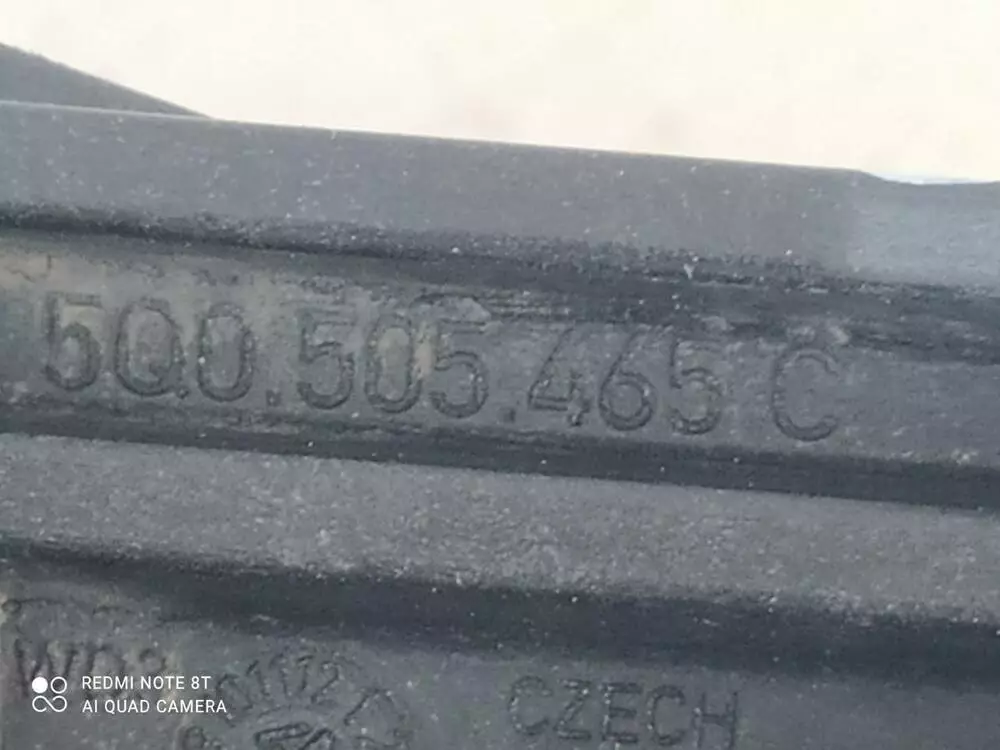 5Q0.505.465 C
CZECH
REDMI NOTE 8T
AI QUAD CAMERA